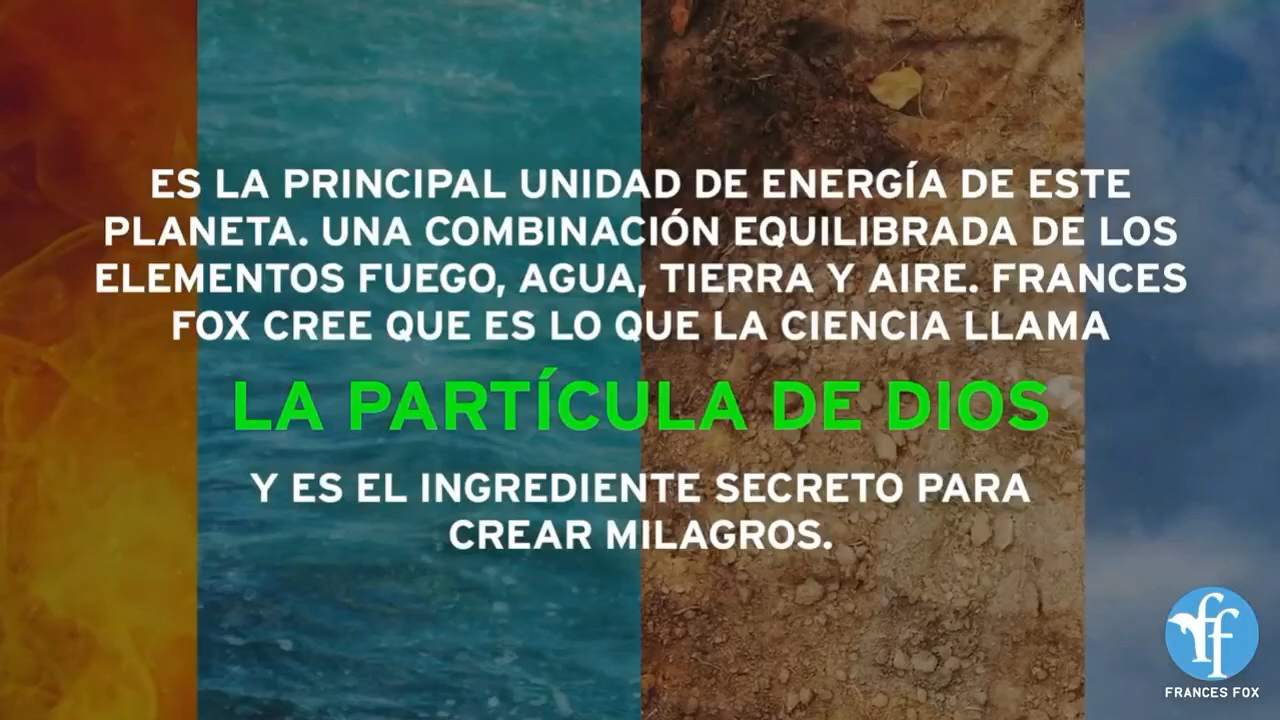 ES LA PRINCIPAL UNIDAD DE ENERGÍA DE ESTE
PLANETA. UNA COMBINACIÓN EQUILIBRADA DE LOS
ELEMENTOS FUEGO, AGUA, TIERRA Y AIRE. FRANCES
FOX CREE QUE ES LO QUE LA CIENCIA LLAMA
LA PARTÍCULA DE DIOS
Y ES EL INGREDIENTE SECRETO PARA
CREAR MILAGROS.
ff
FRANCES FOX